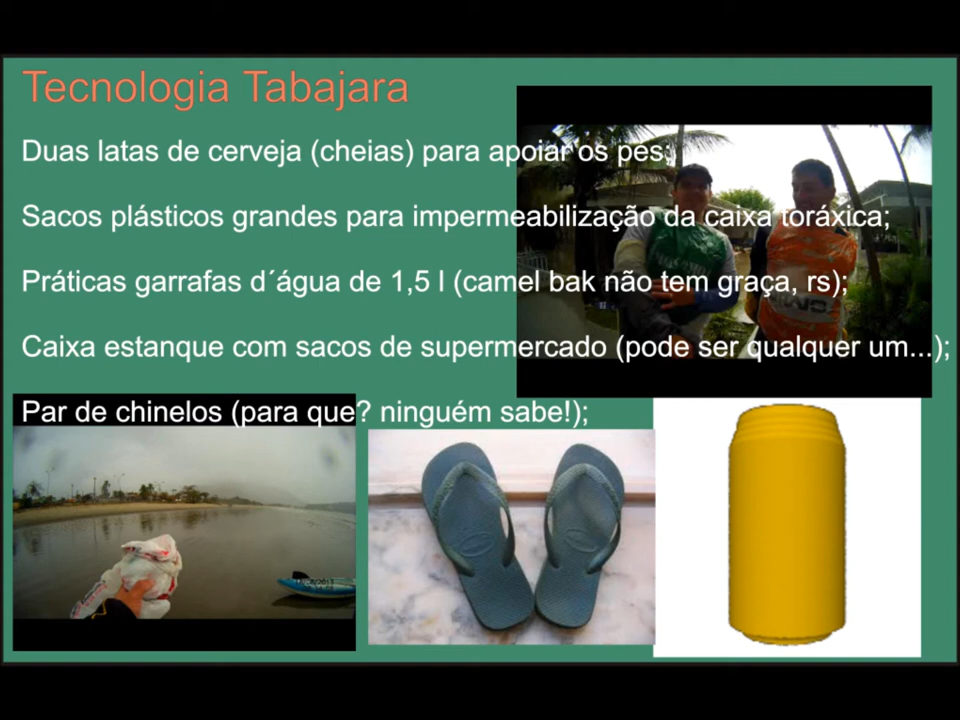 Tecnologia Tabajara
Duas latas de cerveja (cheias) para apoiar os pés;
Sacos plásticos grandes para impermeabilização da caixa toráxica;
Práticas garrafas d´água de 1,5 l (camel bak não tem graça, rs);
Caixa estanque com sacos de supermercado (pode ser qualquer um...);
Par de chinelos (para que? ninguém sabe!);